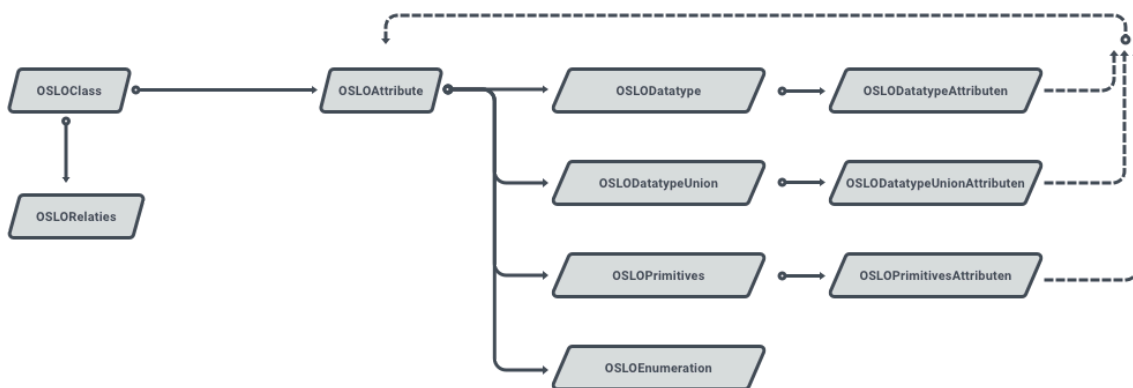 OSLOClass
OSLOAttribute
OSLODatatype
OSLODatatypeAttributen
OSLODatatypeUnion
OSLODatatypeUnionAttributen
OSLORelaties
OSLOPrimitives
OSLOPrimitivesAttributen
OSLOEnumeration